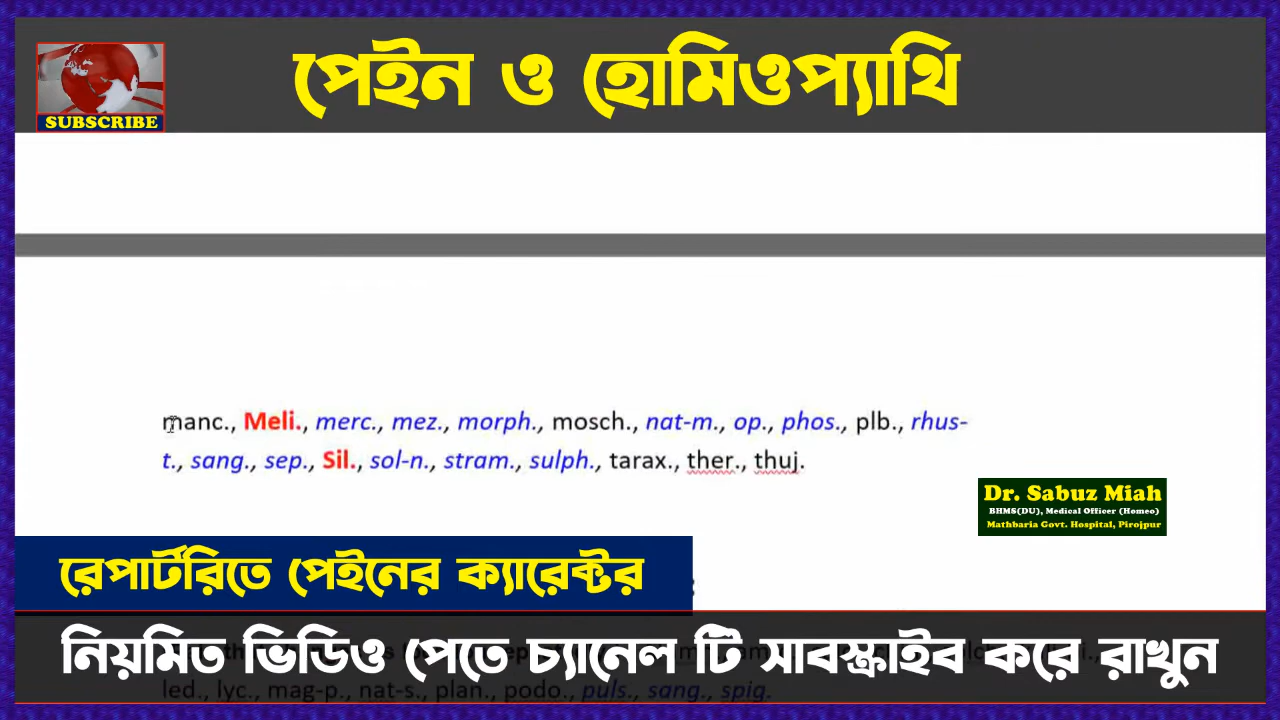 পেইন ও হোমিওপ্যাথি
SUBSCRIBE
manc., Meli., merc., mez., morph., mosch., nat-m., op., phos., plb., rhus-
t., sang., sep., Sil., sol-n., stram., sulph., tarax., ther., thuj.
Dr. Sabuz Miah
BHMS(DU), Medical Officer (Homeo)
Mathbaria Govt. Hospital, Pirojpur
রেপার্টরিতে পেইনের ক্যারেক্টর
নিয়মিত ভিডিও পেতে চ্যানেল টি সাবস্ক্রাইব করে রাখুন
led., lyc., mag-p., nat-s., plan., podo., puls., sang., spig.